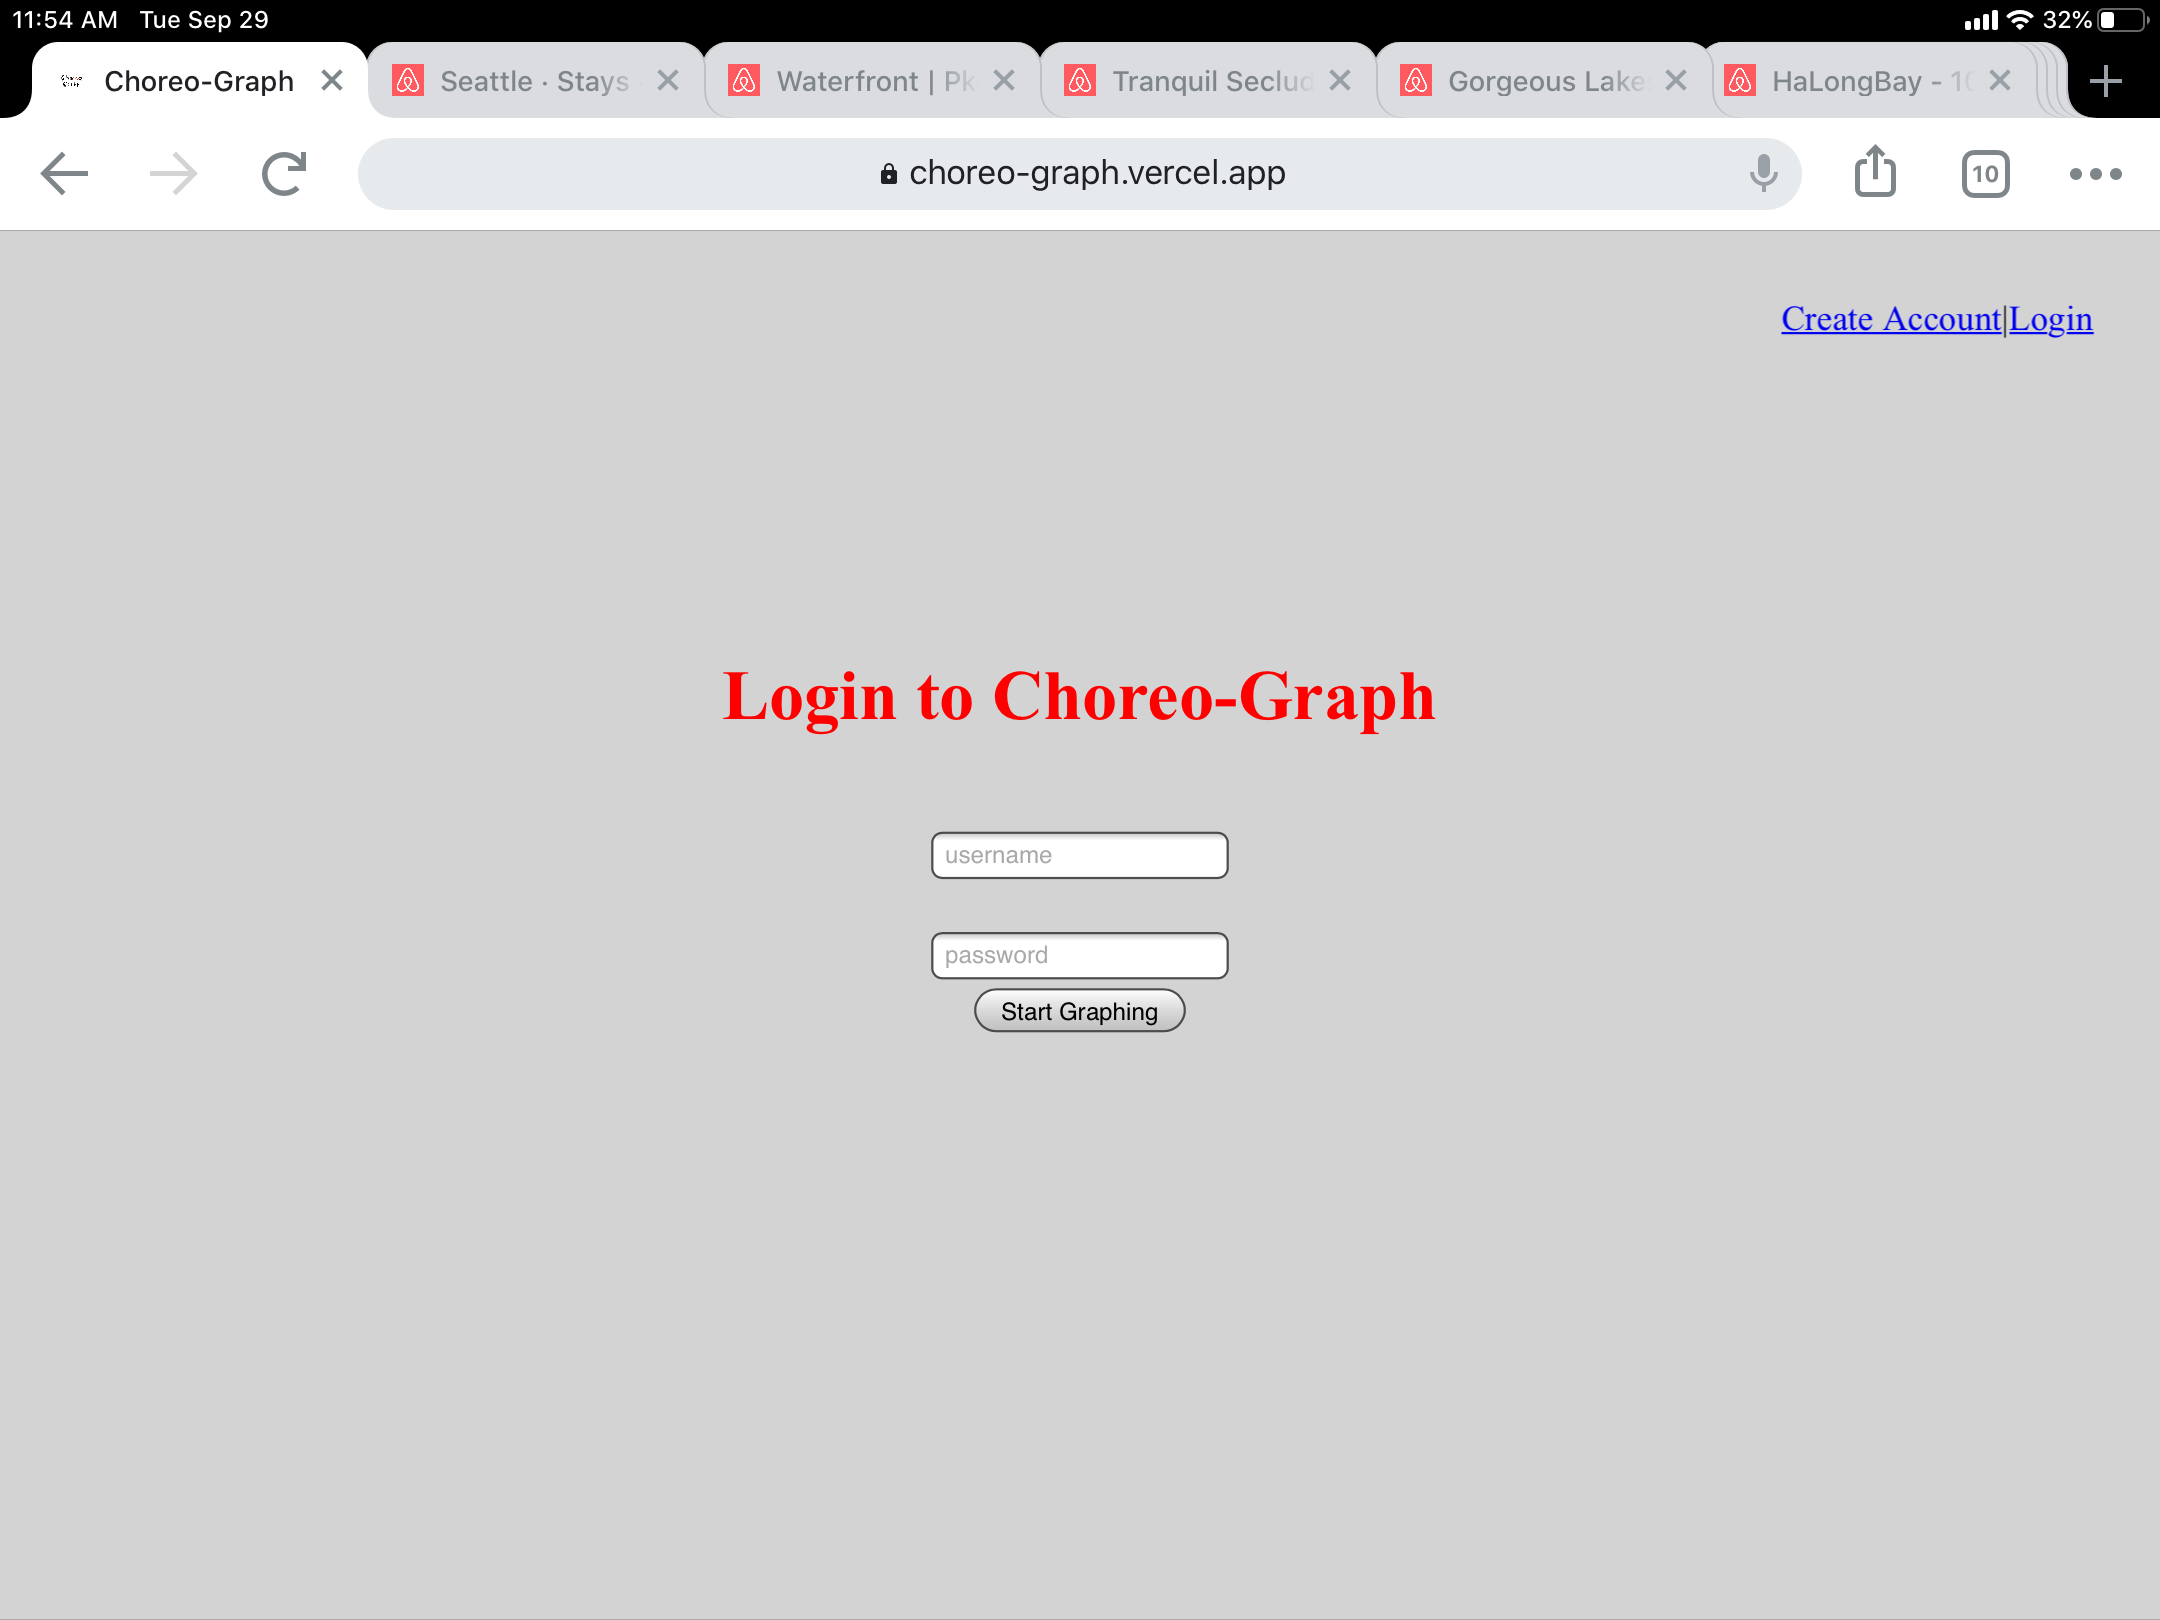 11:54 AM Tue Sep 29
32%
Choreo-Graph
Seattle · Stays
Waterfront | Pk
Tranquil Seclud
Gorgeous Lake
HaLongBay - 10
choreo-graph.vercel.app
10
Create Account|Login
Login to Choreo-Graph
username
password
Start Graphing